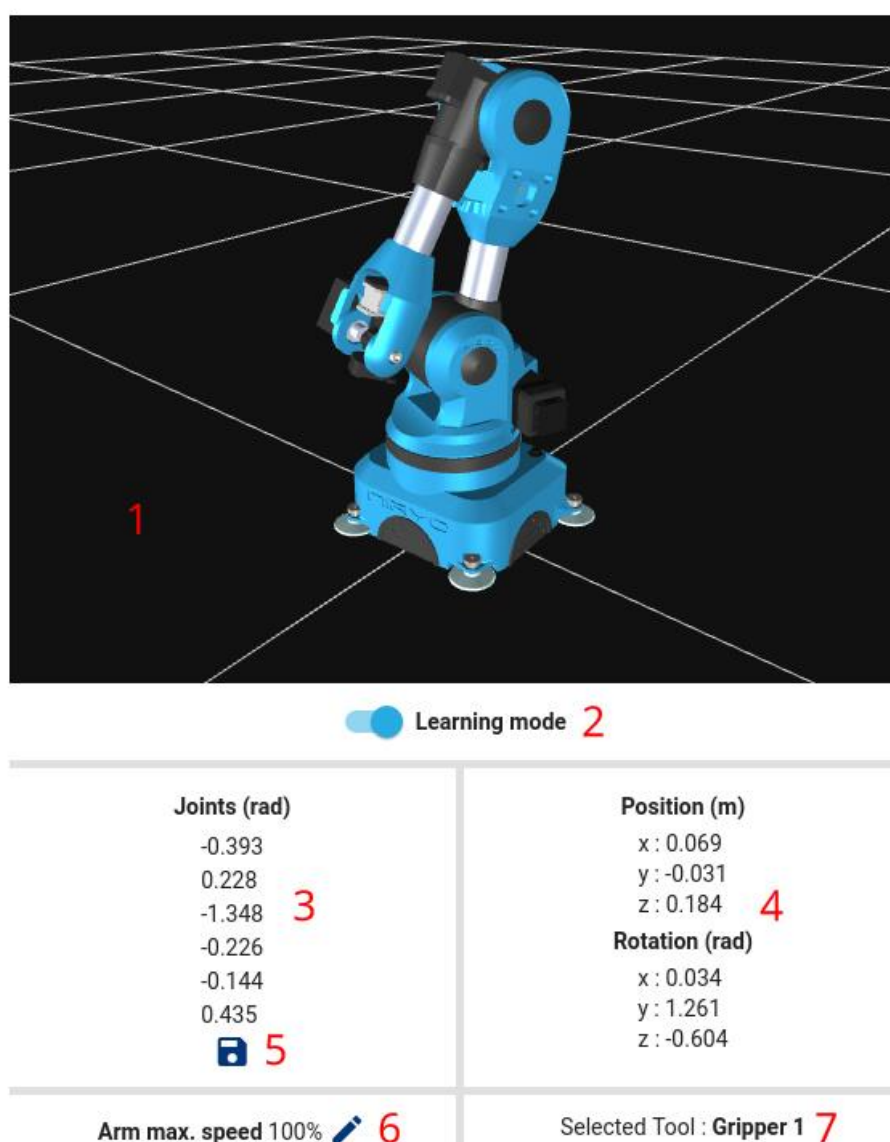 NIRYO
1
Learning mode 2
Joints (rad)
-0.393
0.228
-1.348 3
-0.226
-0.144
0.435
5
Position (m)
x : 0.069
y : -0.031
z : 0.184 4
Rotation (rad)
x : 0.034
y : 1.261
z : -0.604
Arm max. speed 100% 6
Selected Tool : Gripper 1 7